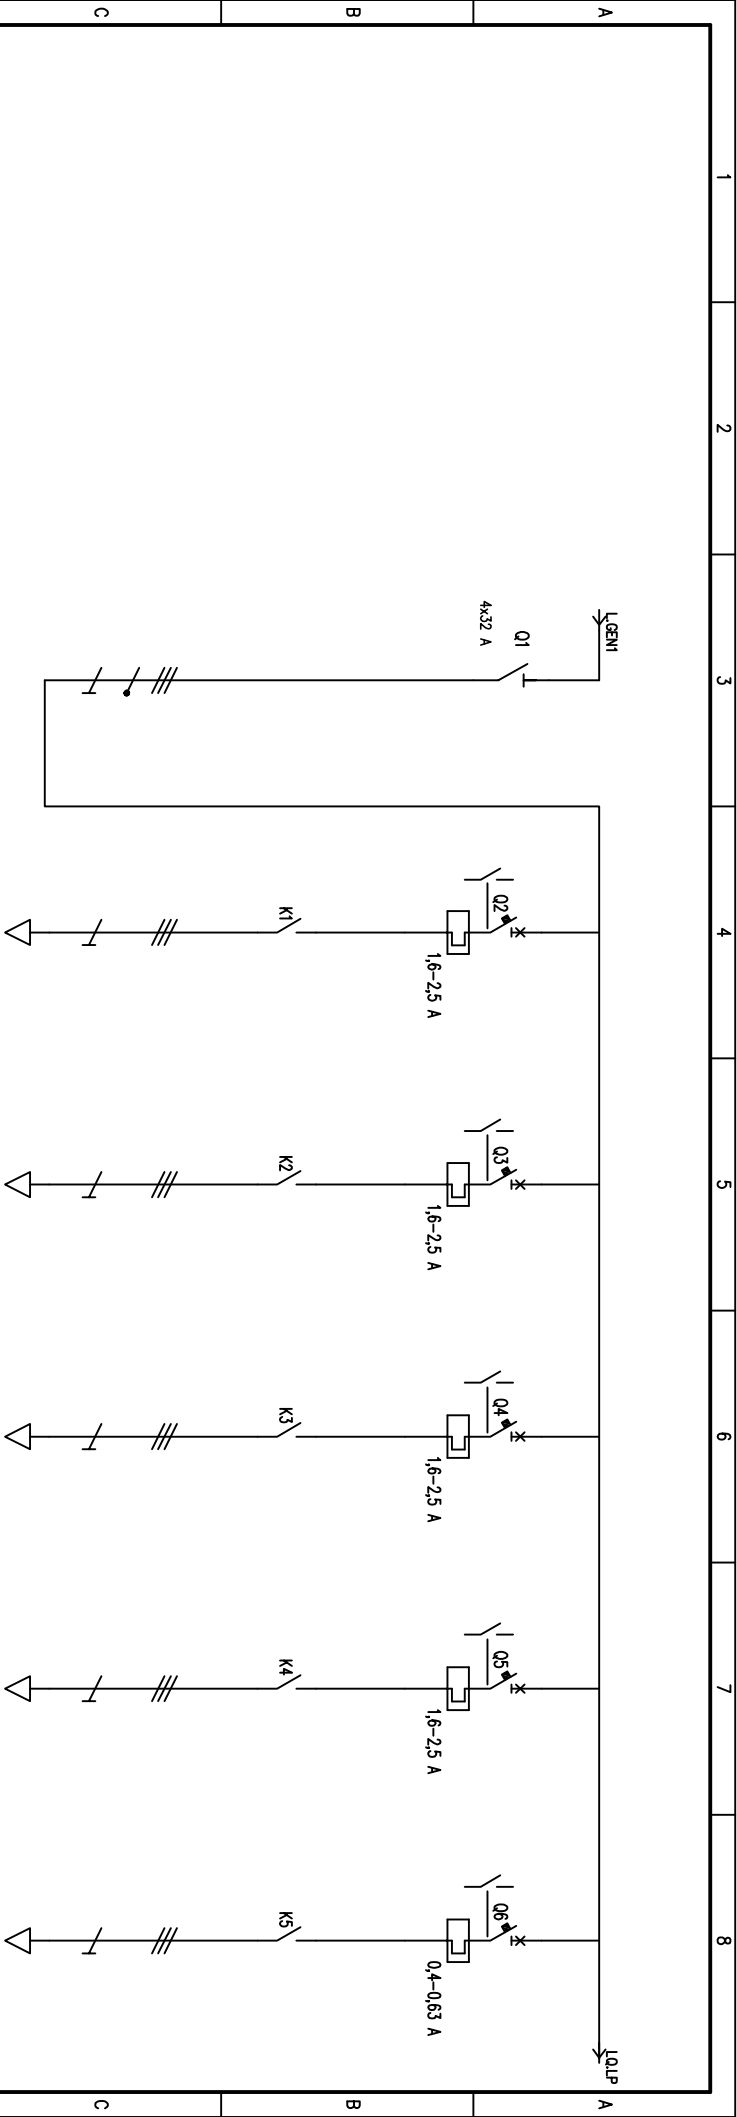 1 2 3 4 5 6 7 8
A A
L.GEN1
LQ.LP
Q1
4x32 A
Q2 Q3 Q4 Q5 Q6
1,6-2,5 A 1,6-2,5 A 1,6-2,5 A 1,6-2,5 A 0,4-0,63 A
B B
K1 K2 K3 K4 K5
C C